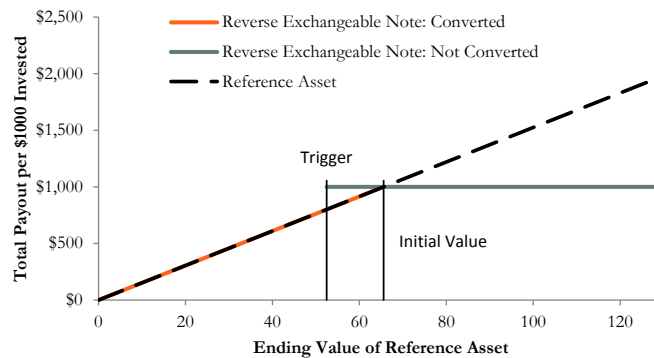 $2,500
$2,000
$1,500
$1,000
$500
$0
Total Payout per $1000 Invested
Reverse Exchangeable Note: Converted
Reverse Exchangeable Note: Not Converted
Reference Asset
Trigger
Initial Value
0 20 40 60 80 100 120
Ending Value of Reference Asset